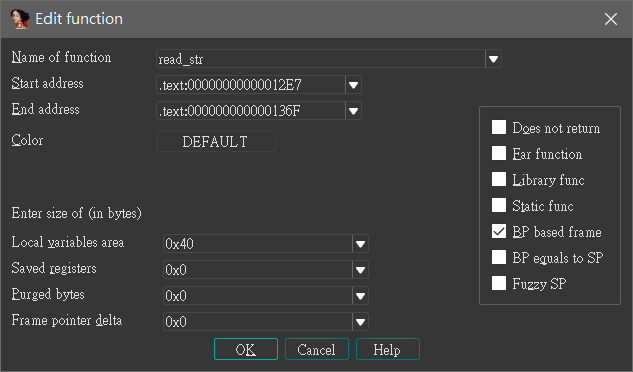 Edit function
Name of function read_str
Start address .text:00000000000012E7
End address .text:000000000000136F
Color DEFAULT
Does not return
Far function
Library func
Static func
BP based frame
BP equals to SP
Fuzzy SP
Enter size of (in bytes)
Local variables area 0x40
Saved registers 0x0
Purged bytes 0x0
Frame pointer delta 0x0
OK Cancel Help